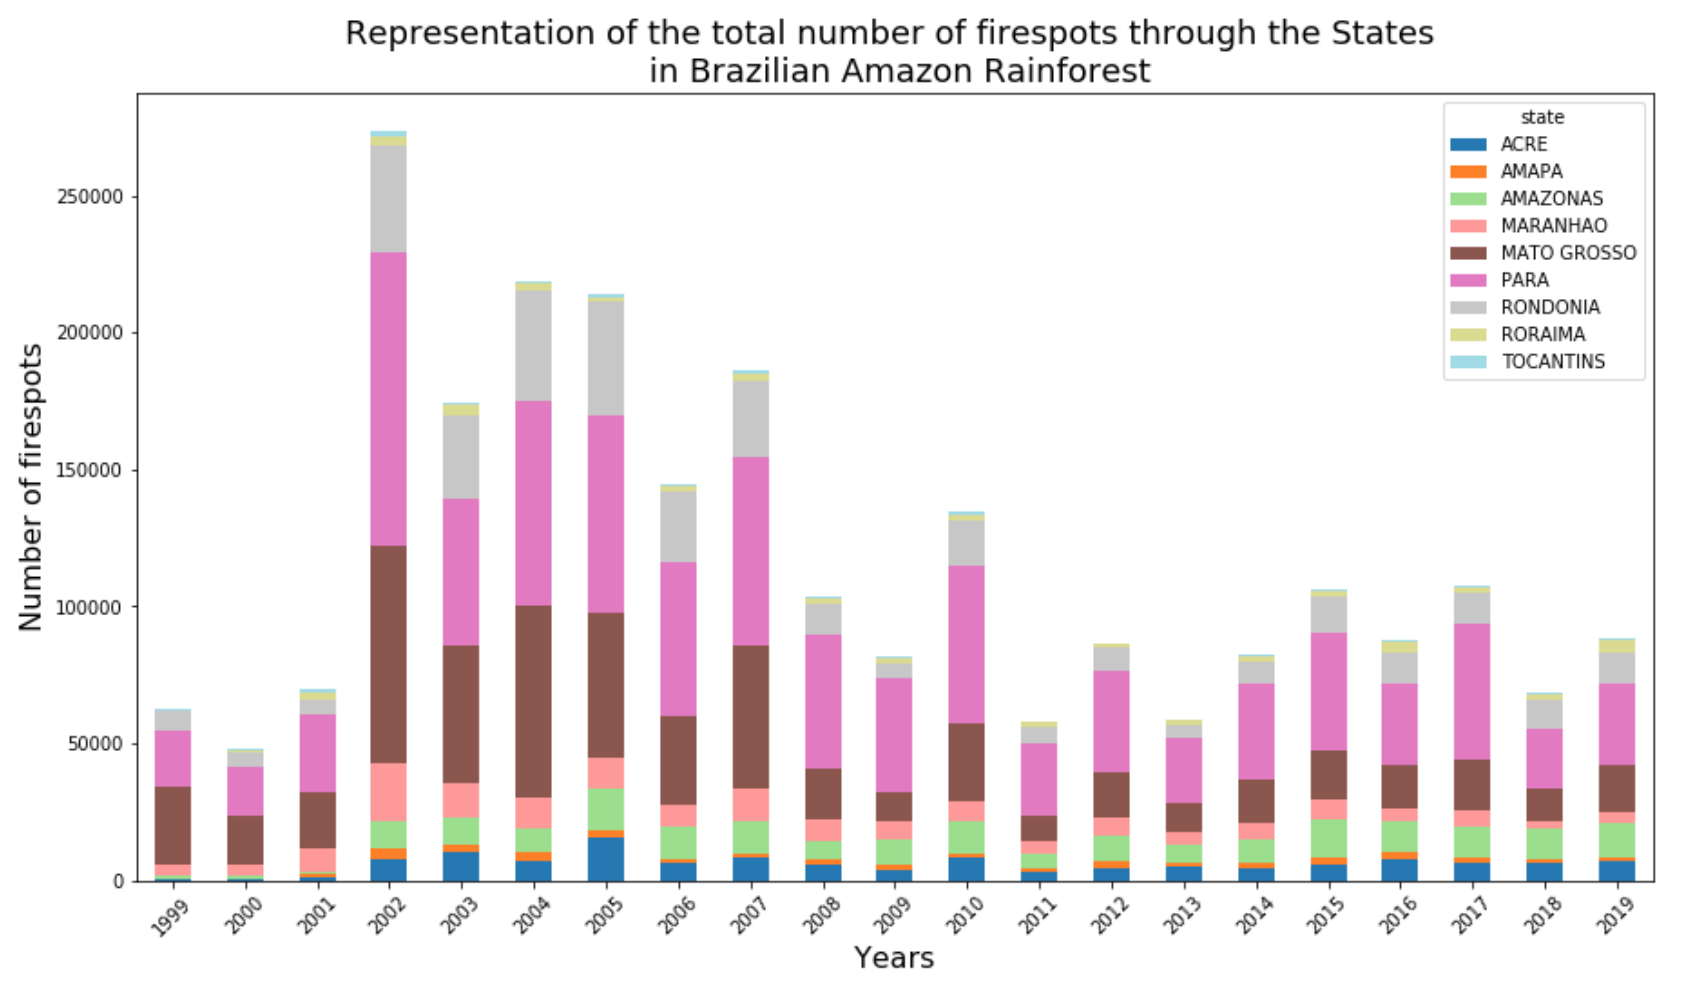 Representation of the total number of firespots through the States
in Brazilian Amazon Rainforest
state
ACRE
AMAPA
AMAZONAS
MARANHAO
MATO GROSSO
PARA
RONDONIA
RORAIMA
TOCANTINS
Number of firespots
250000
200000
150000
100000
50000
0
1999
2000
2001
2002
2003
2004
2005
2006
2007
2008
2009
2010
2011
2012
2013
2014
2015
2016
2017
2018
2019
Years